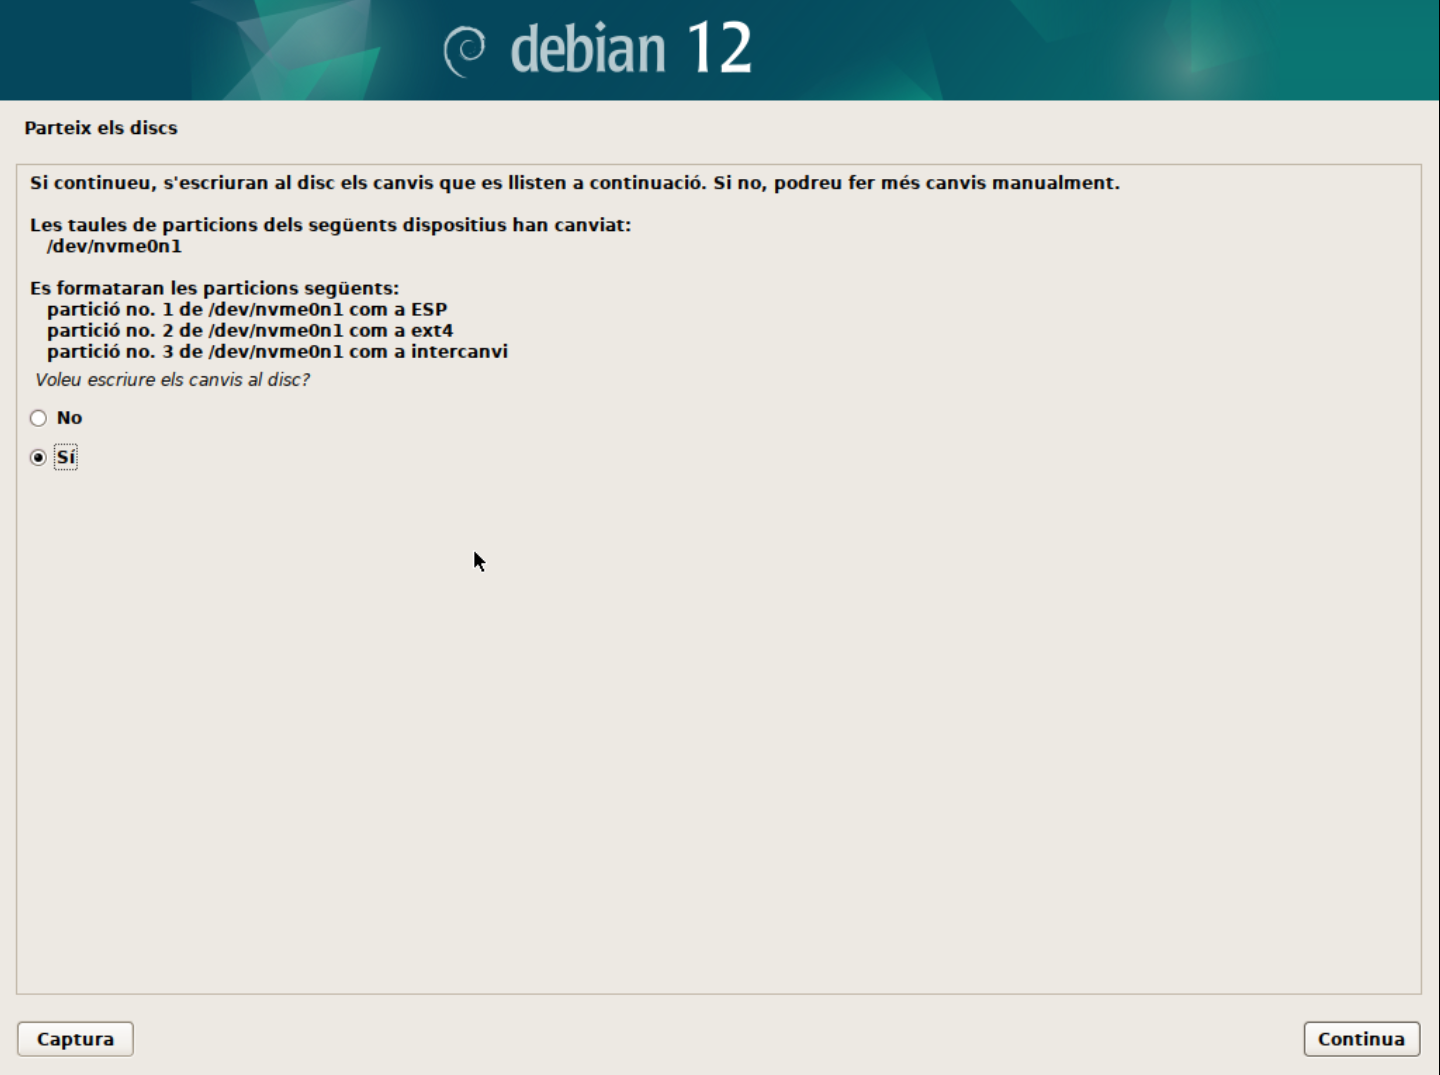 debian 12
Parteix els discs
Si continueu, s'escriuran al disc els canvis que es llisten a continuació. Si no, podreu fer més canvis manualment.
Les taules de particions dels següents dispositius han canviat:
/dev/nvme0n1
Es formataran les particions següents:
partició no. 1 de /dev/nvme0n1 com a ESP
partició no. 2 de /dev/nvme0n1 com a ext4
partició no. 3 de /dev/nvme0n1 com a intercanvi
Voleu escriure els canvis al disc?
No
Sí
Captura
Continua